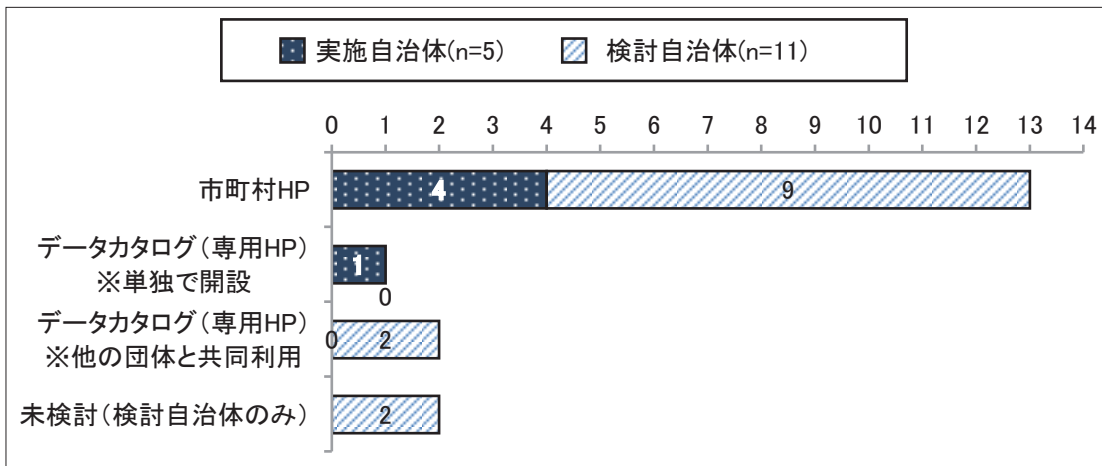 実施自治体(n=5) 検討自治体(n=11)
0 1 2 3 4 5 6 7 8 9 10 11 12 13 14
市町村HP
4 9
データカタログ（専用HP）
※単独で開設
1
0
データカタログ（専用HP）
※他の団体と共同利用
0 2
未検討（検討自治体のみ）
2